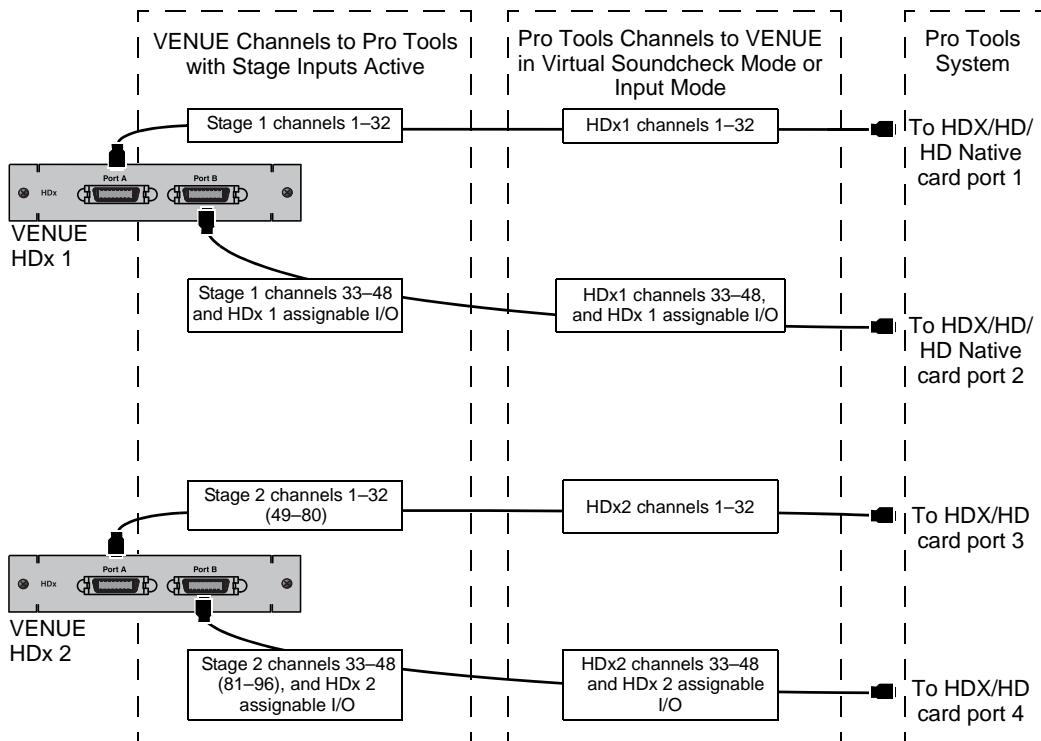 VENUE Channels to Pro Tools
with Stage Inputs Active
Pro Tools Channels to VENUE
in Virtual Soundcheck Mode or
Input Mode
Pro Tools
System
Stage 1 channels 1–32
HDx1 channels 1–32
To HDX/HD/
HD Native
card port 1
HDx
Port A
Port B
VENUE
HDx 1
Stage 1 channels 33–48
and HDx 1 assignable I/O
HDx1 channels 33–48,
and HDx 1 assignable I/O
To HDX/HD/
HD Native
card port 2
Stage 2 channels 1–32
(49–80)
HDx2 channels 1–32
To HDX/HD
card port 3
HDx
Port A
Port B
VENUE
HDx 2
Stage 2 channels 33–48
(81–96), and HDx 2
assignable I/O
HDx2 channels 33–48
and HDx 2 assignable
I/O
To HDX/HD
card port 4